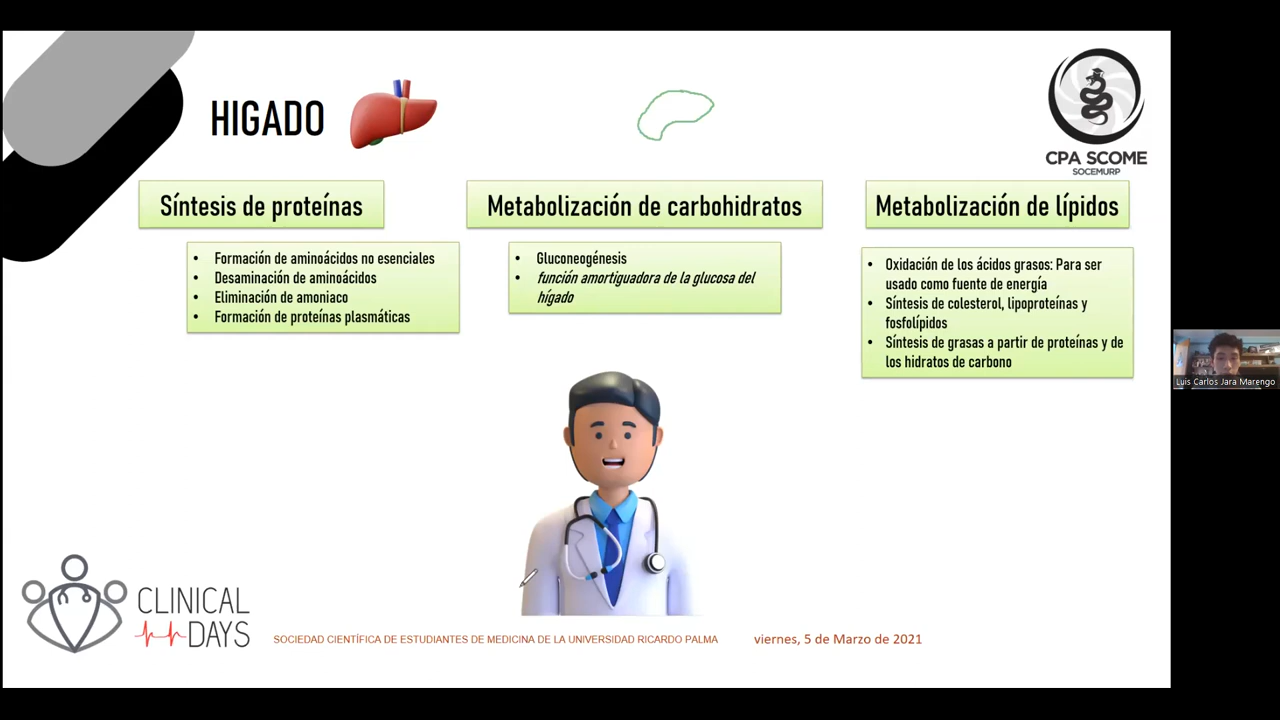 HIGADO
CPA SCOME
SOCEMURP
Síntesis de proteínas
• Formación de aminoácidos no esenciales
• Desaminación de aminoácidos
• Eliminación de amoniaco
• Formación de proteínas plasmáticas
Metabolización de carbohidratos
• Gluconeogénesis
• función amortiguadora de la glucosa del
hígado
Metabolización de lípidos
• Oxidación de los ácidos grasos: Para ser
usado como fuente de energía
• Síntesis de colesterol, lipoproteínas y
fosfolípidos
• Síntesis de grasas a partir de proteínas y de
los hidratos de carbono
Luis Carlos Jara Marengo
CLINICAL
DAYS
SOCIEDAD CIENTÍFICA DE ESTUDIANTES DE MEDICINA DE LA UNIVERSIDAD RICARDO PALMA
viernes, 5 de Marzo de 2021